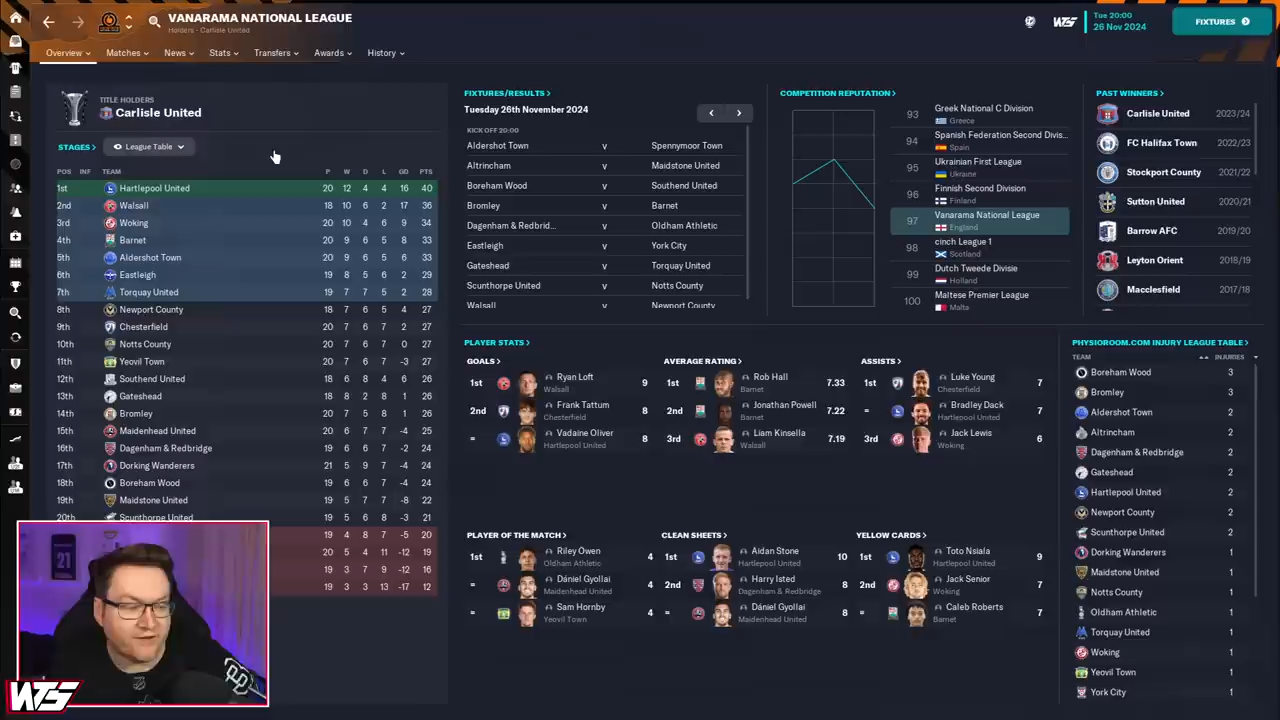 VANARAMA NATIONAL LEAGUE
Holders - Carlisle United
Tue 20:00
26 Nov 2024
FIXTURES
Overview Matches News Stats Transfers Awards History
TITLE HOLDERS
Carlisle United
STAGES
League Table
POS INF TEAM P W D L GD PTS
1st Hartlepool United 20 12 4 4 16 40
2nd Walsall 18 10 6 2 17 36
3rd Woking 20 10 4 6 9 34
4th Barnet 20 9 6 5 8 33
5th Aldershot Town 20 9 6 5 6 33
6th Eastleigh 19 8 5 6 2 29
7th Torquay United 19 7 7 5 2 28
8th Newport County 18 7 6 5 4 27
9th Chesterfield 20 7 6 7 2 27
10th Notts County 20 7 6 7 0 27
11th Yeovil Town 20 7 6 7 -3 27
12th Southend United 18 6 8 4 6 26
13th Gateshead 18 8 2 8 1 26
14th Bromley 20 7 5 8 1 26
15th Maidenhead United 20 6 7 7 -4 25
16th Dagenham & Redbridge 19 6 6 7 -2 24
17th Dorking Wanderers 21 5 9 7 -4 24
18th Boreham Wood 19 6 6 7 -4 24
19th Maidstone United 19 5 7 7 -8 22
20th Scunthorpe United 19 5 6 8 -3 21
19 4 8 7 -5 20
20 5 4 11 -12 19
19 3 7 9 -12 16
19 3 3 13 -17 12
FIXTURES/RESULTS
Tuesday 26th November 2024
KICK OFF 20:00
Aldershot Town v Spennymoor Town
Altrincham v Maidstone United
Boreham Wood v Southend United
Bromley v Barnet
Dagenham & Redbrid... v Oldham Athletic
Eastleigh v York City
Gateshead v Torquay United
Scunthorpe United v Notts County
Walsall v Newport County
COMPETITION REPUTATION
93 Greek National C Division
Greece
94 Spanish Federation Second Divis...
Spain
95 Ukrainian First League
Ukraine
96 Finnish Second Division
Finland
97 Vanarama National League
England
98 cinch League 1
Scotland
99 Dutch Tweede Divisie
Holland
100 Maltese Premier League
Malta
PAST WINNERS
Carlisle United 2023/24
FC Halifax Town 2022/23
Stockport County 2021/22
Sutton United 2020/21
Barrow AFC 2019/20
Leyton Orient 2018/19
Macclesfield 2017/18
PLAYER STATS
GOALS
1st Ryan Loft 9
Walsall
2nd Frank Tattum 8
Chesterfield
= Vadaine Oliver 8
Hartlepool United
AVERAGE RATING
1st Rob Hall 7.33
Barnet
2nd Jonathan Powell 7.22
Barnet
3rd Liam Kinsella 7.19
Walsall
ASSISTS
1st Luke Young 7
Chesterfield
= Bradley Dack 7
Hartlepool United
3rd Jack Lewis 6
Woking
PLAYER OF THE MATCH
1st Riley Owen 4
Oldham Athletic
= Dániel Gyollai 4
Maidenhead United
= Sam Hornby 4
Yeovil Town
CLEAN SHEETS
1st Aidan Stone 10
Hartlepool United
2nd Harry Isted 8
Dagenham & Redbridge
= Dániel Gyollai 8
Maidenhead United
YELLOW CARDS
1st Toto Nsiala 9
Hartlepool United
2nd Jack Senior 7
Woking
= Caleb Roberts 7
Barnet
PHYSIOROOM.COM INJURY LEAGUE TABLE
TEAM INJURIES
Boreham Wood 3
Bromley 3
Aldershot Town 2
Altrincham 2
Dagenham & Redbridge 2
Gateshead 2
Hartlepool United 2
Newport County 2
Scunthorpe United 2
Dorking Wanderers 1
Maidstone United 1
Notts County 1
Oldham Athletic 1
Torquay United 1
Woking 1
Yeovil Town 1
York City 1
21
WTS
WTS